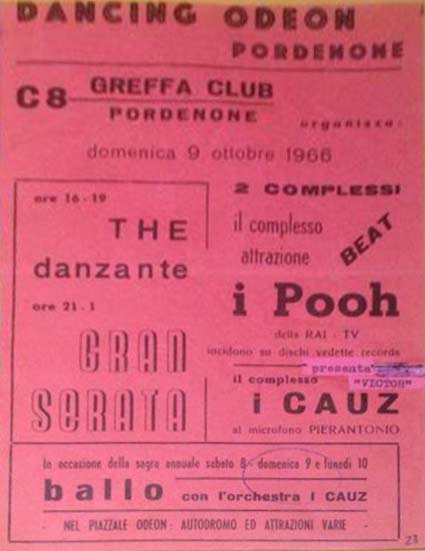 DANCING ODEON
PORDENONE
C8 GREFFA CLUB
PORDENONE
organizza:
domenica 9 ottobre 1966
ore 16-19
THE
danzante
ore 21-1
GRAN
SERATA
2 COMPLESSI
il complesso
attrazione
BEAT
i Pooh
della RAI - TV
incidono su dischi vedette records
presenta
"VICTOR"
il complesso
i CAUZ
al microfono PIERANTONIO
In occasione della sagra annuale sabato 8 - domenica 9 e lunedì 10
ballo con l'orchestra I CAUZ
- NEL PIAZZALE ODEON: AUTODROMO ED ATTRAZIONI VARIE -
23